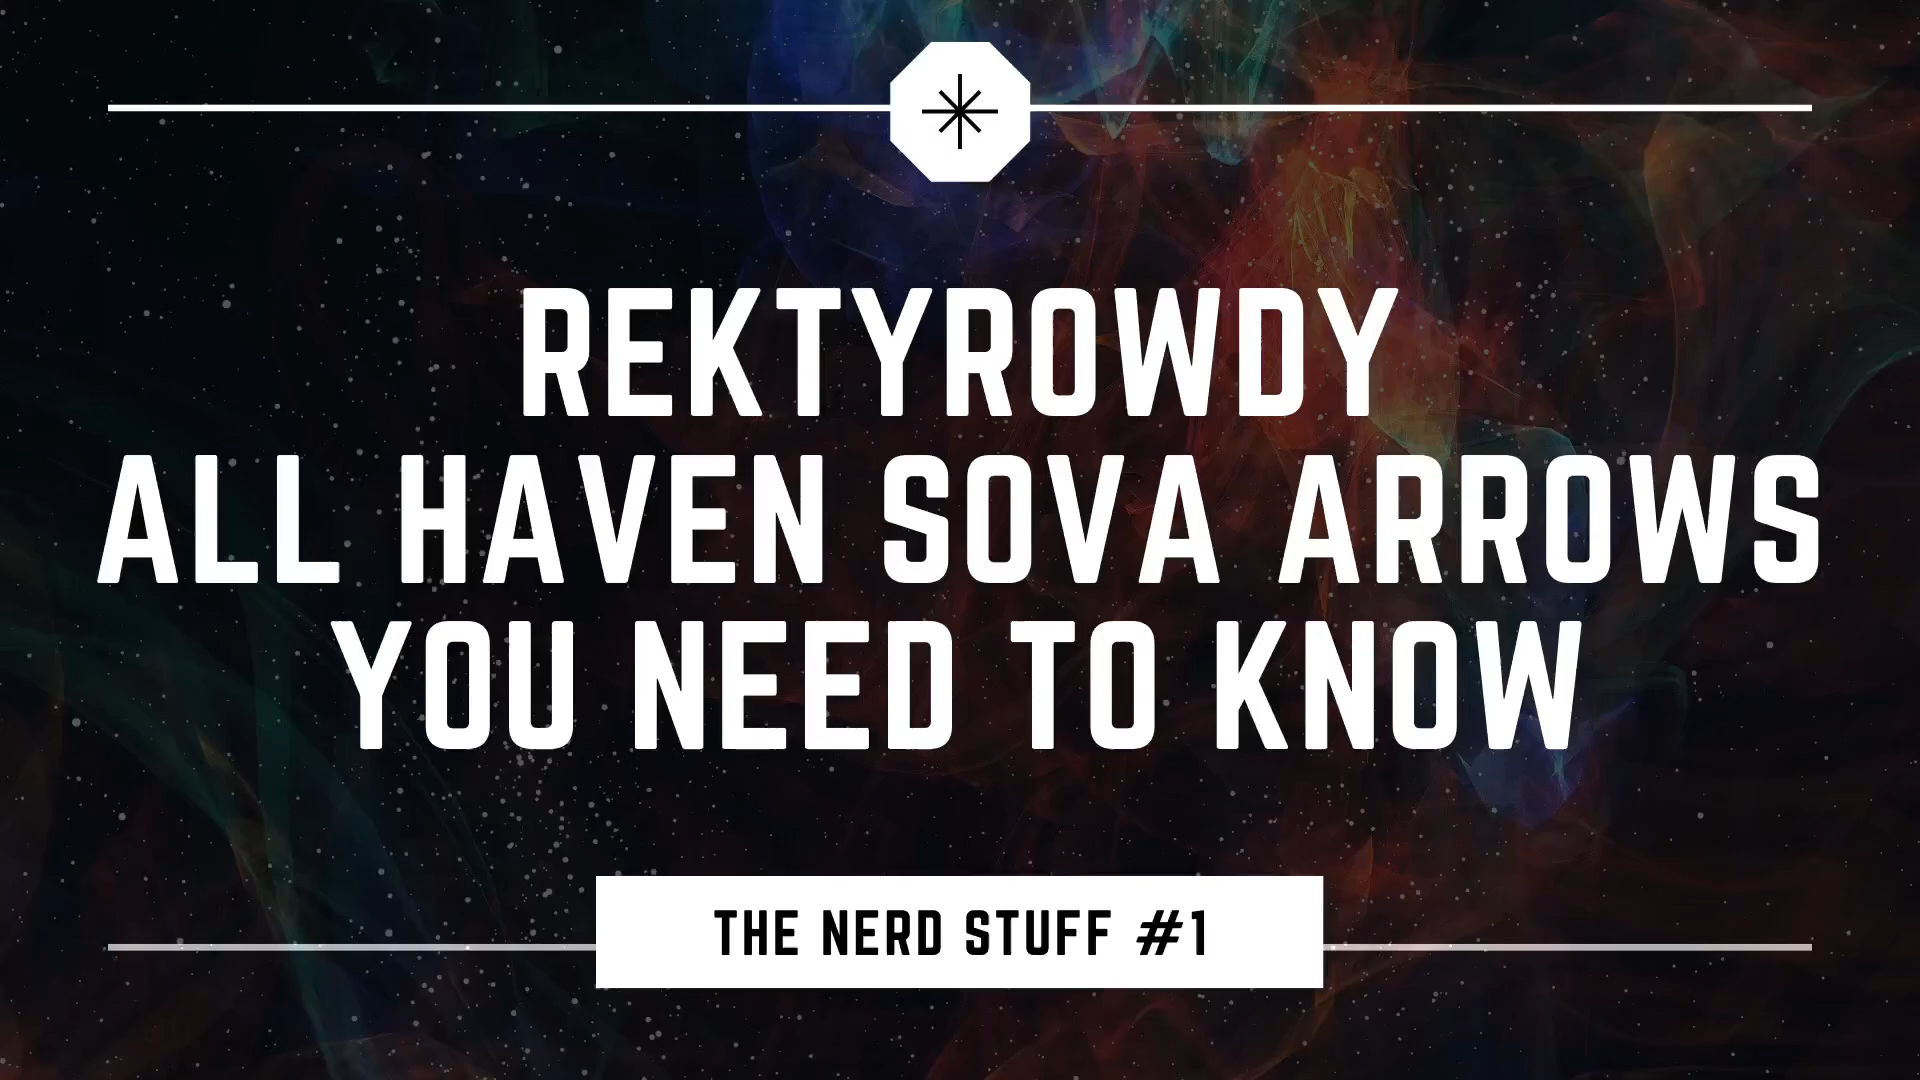 REKTYROWDY
ALL HAVEN SOVA ARROWS
YOU NEED TO KNOW
THE NERD STUFF #1